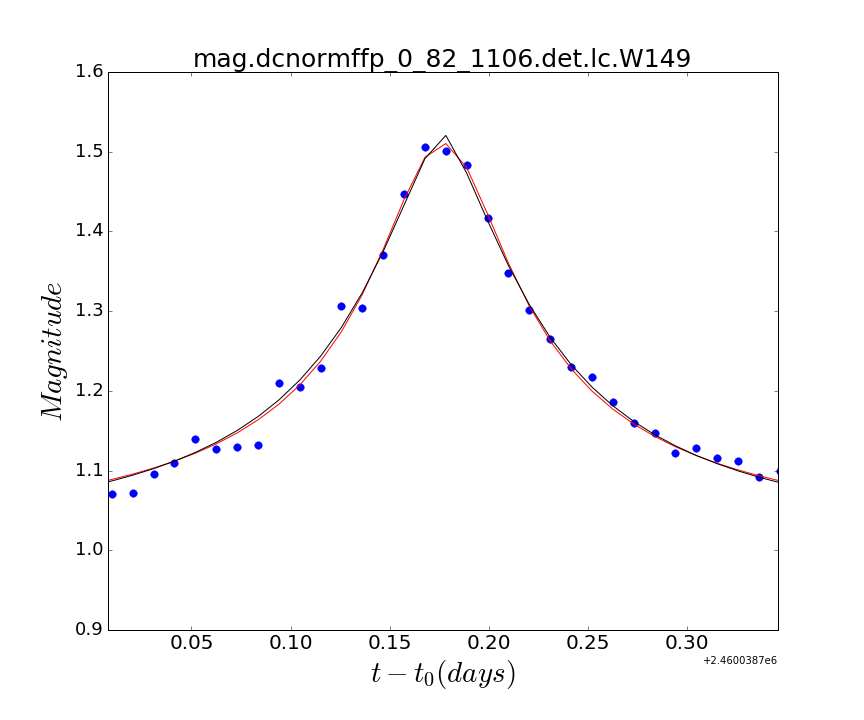 mag.dcnormffp_0_82_1106.det.lc.W149
1.6
1.5
1.4
1.3
1.2
1.1
1.0
0.9
Magnitude
0.05 0.10 0.15 0.20 0.25 0.30
+2.4600387e6
t − t₀(days)